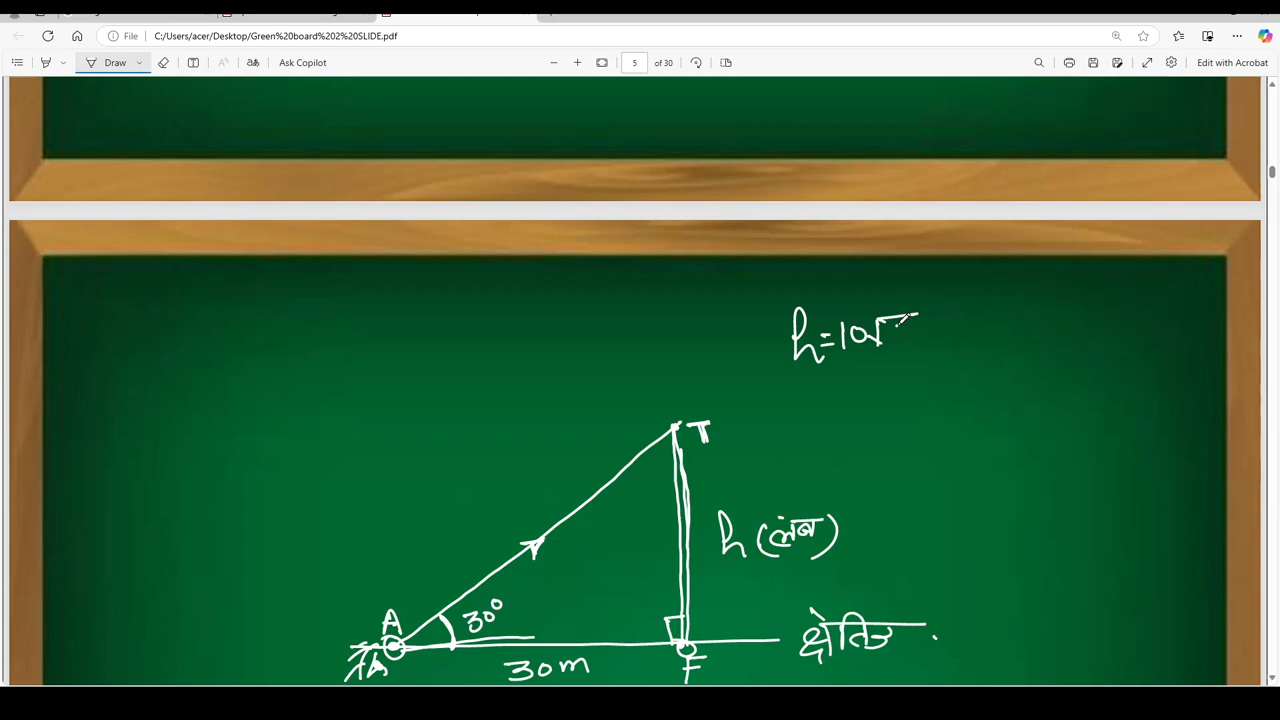 File C:/Users/acer/Desktop/Green%20board%202%20SLIDE.pdf
Draw Ask Copilot 5 of 30 Edit with Acrobat
h=10√
T
h (लंब)
A 30°
क्षैतिज
30m
F